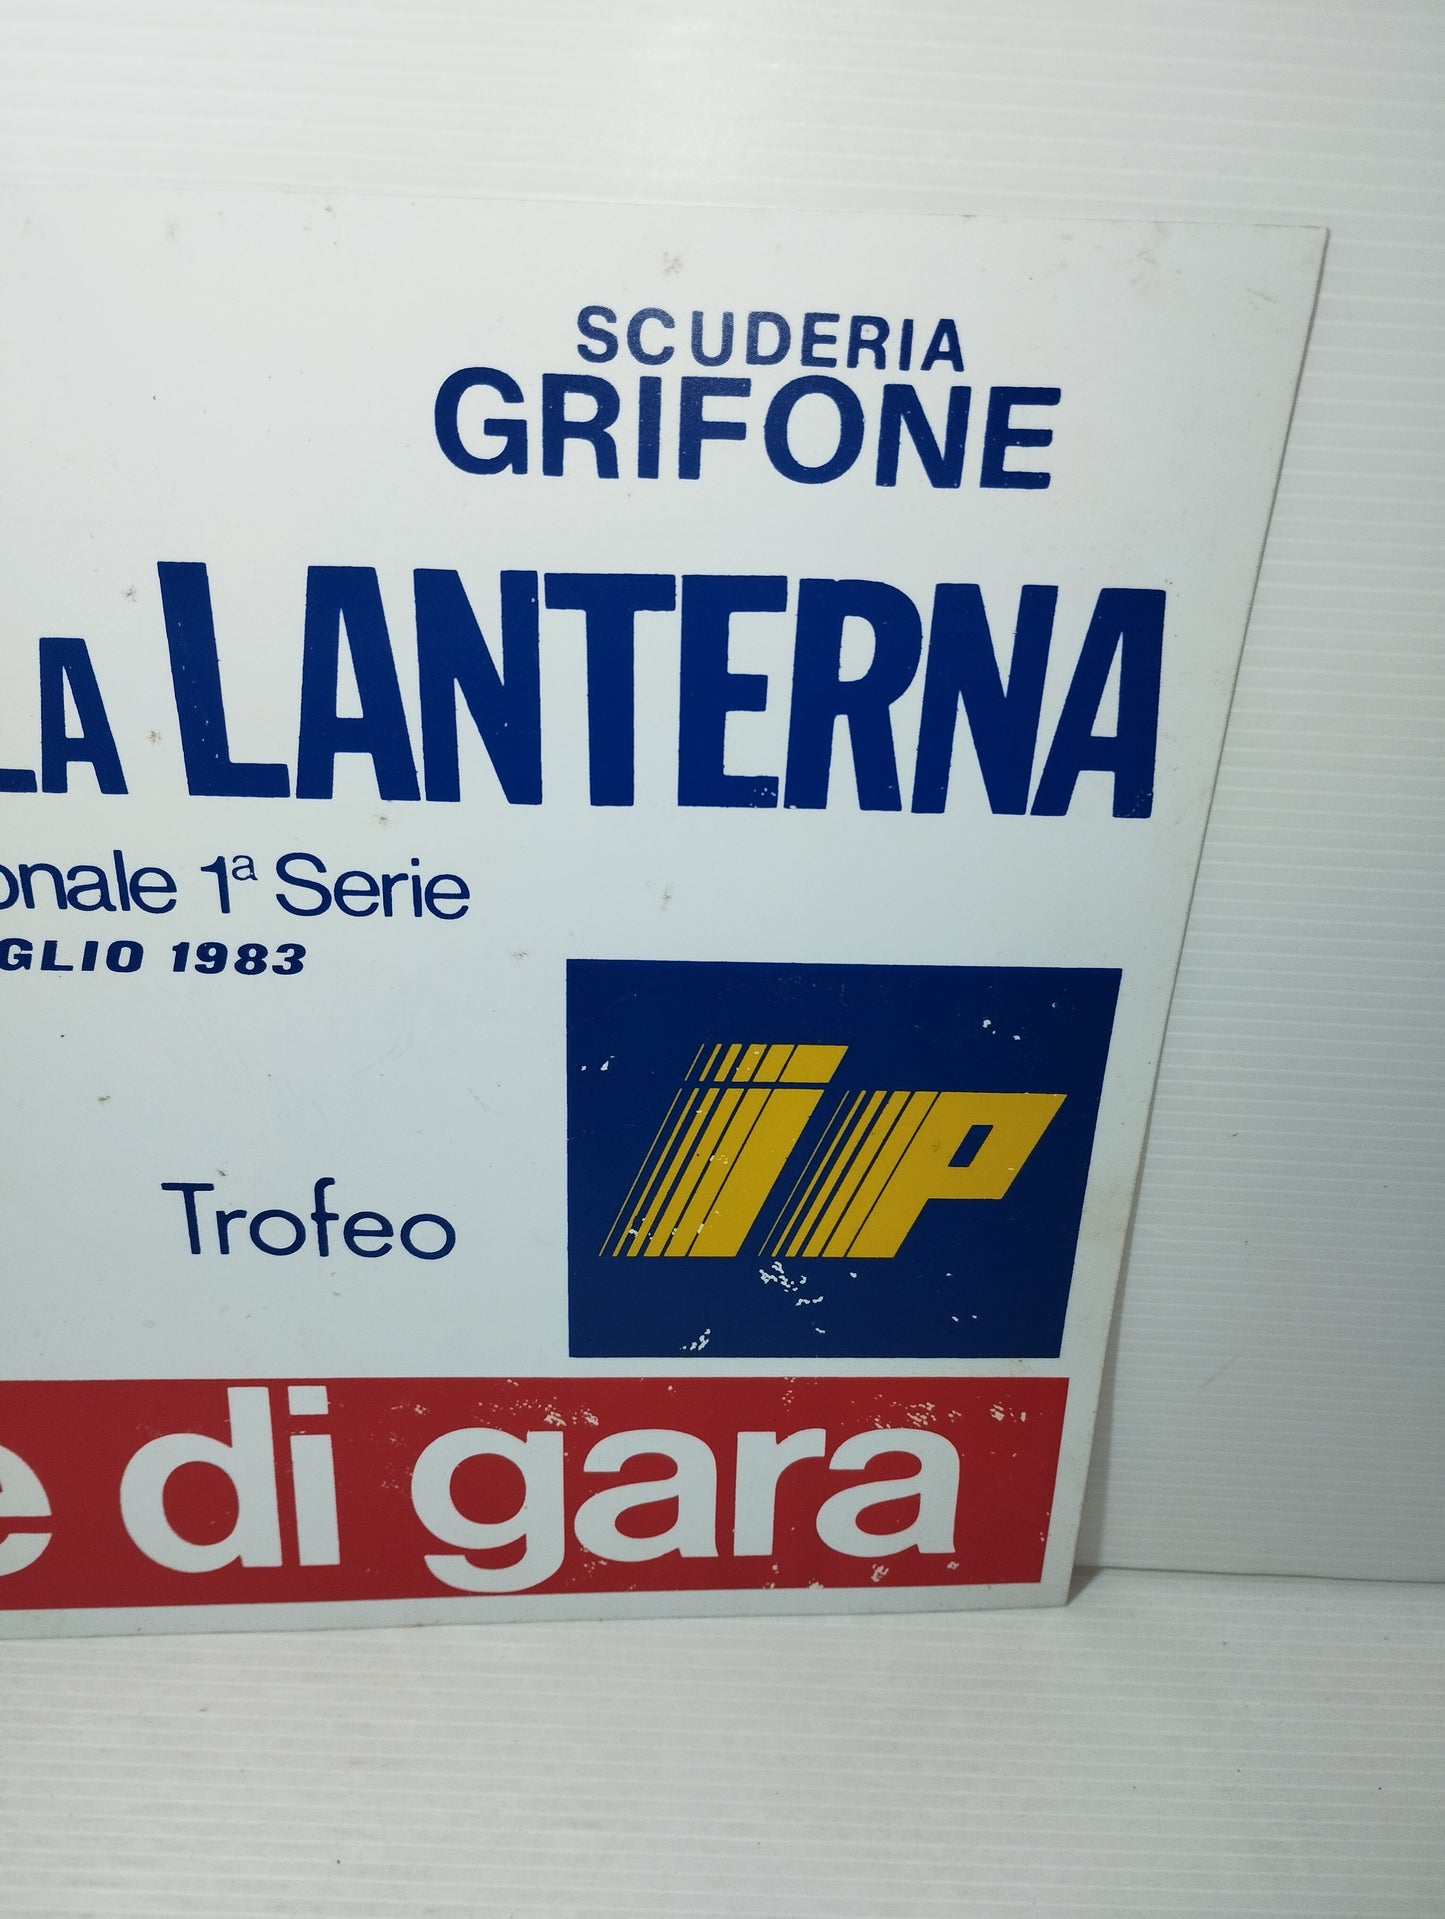 SCUDERIA
GRIFONE
LA LANTERNA
onale 1ª Serie
GLIO 1983
Trofeo
iP
e di gara